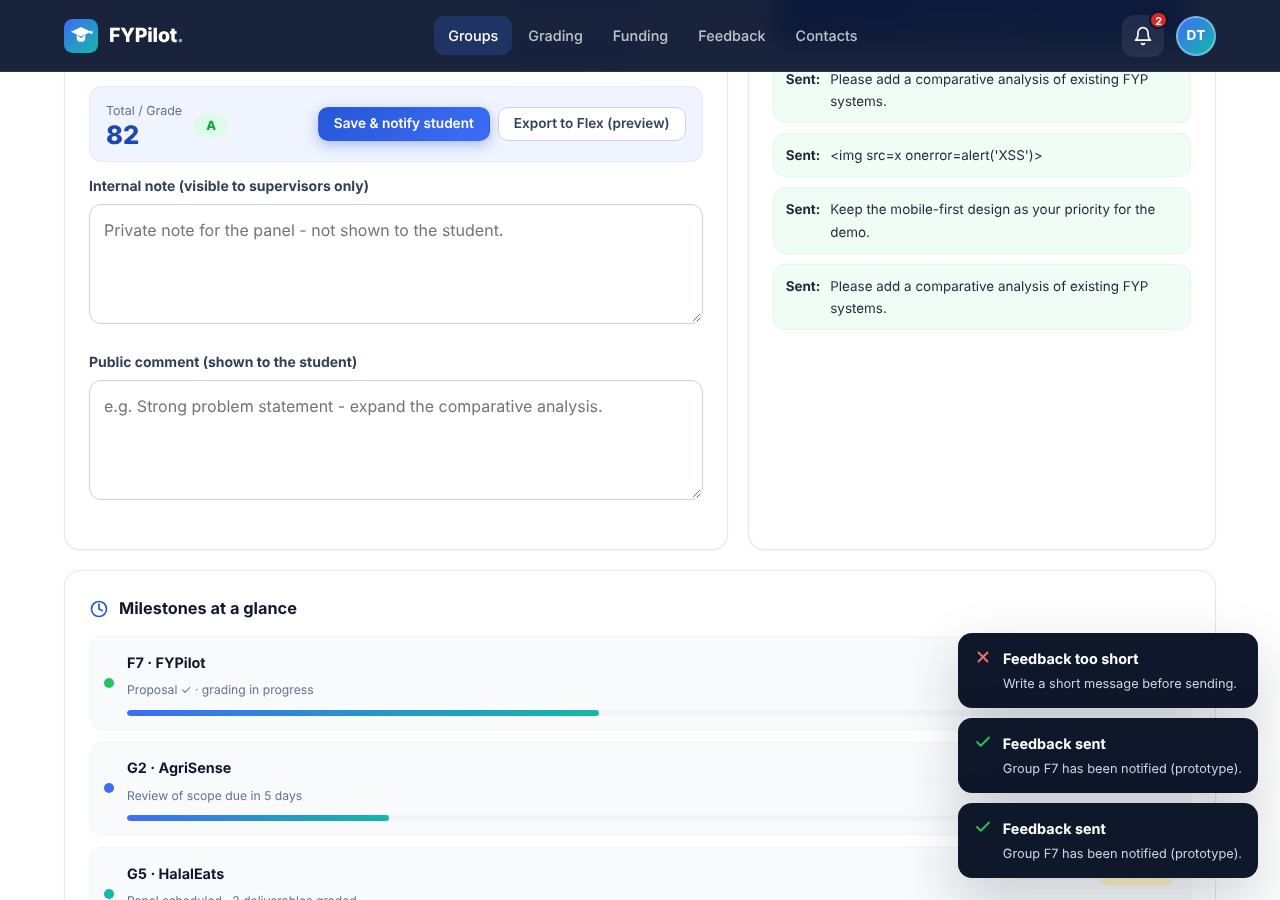 FYPilot.
Groups
Grading
Funding
Feedback
Contacts
2
DT
Total / Grade
82
A
Save & notify student
Export to Flex (preview)
Internal note (visible to supervisors only)
Private note for the panel - not shown to the student.
Public comment (shown to the student)
e.g. Strong problem statement - expand the comparative analysis.
Sent: Please add a comparative analysis of existing FYP
systems.
Sent: <img src=x onerror=alert('XSS')>
Sent: Keep the mobile-first design as your priority for the
demo.
Sent: Please add a comparative analysis of existing FYP
systems.
Milestones at a glance
F7 · FYPilot
Proposal ✓ · grading in progress
G2 · AgriSense
Review of scope due in 5 days
G5 · HalalEats
Panel scheduled · 2 deliverables graded
Feedback too short
Write a short message before sending.
Feedback sent
Group F7 has been notified (prototype).
Feedback sent
Group F7 has been notified (prototype).